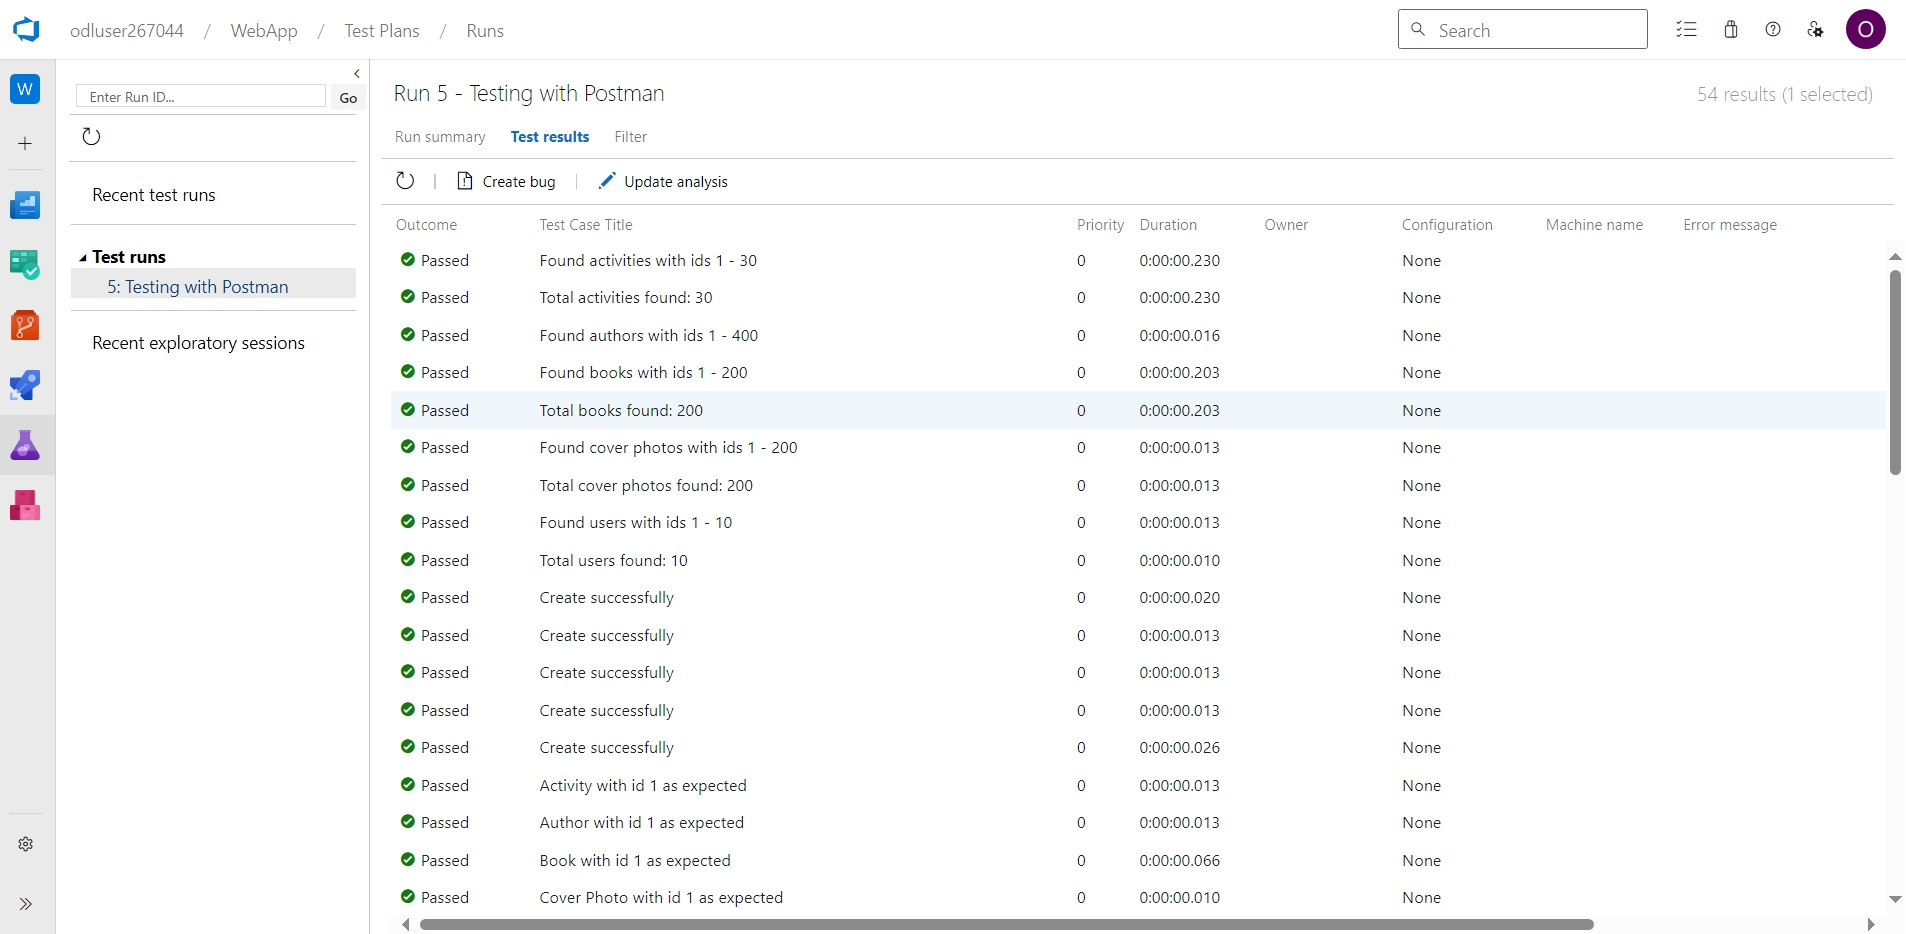 odluser267044 / WebApp / Test Plans / Runs
Search
O
W
Enter Run ID...
Go
Recent test runs
Test runs
5: Testing with Postman
Recent exploratory sessions
Run 5 - Testing with Postman
54 results (1 selected)
Run summary Test results Filter
Create bug Update analysis
Outcome Test Case Title Priority Duration Owner Configuration Machine name Error message
Passed Found activities with ids 1 - 30 0 0:00:00.230 None
Passed Total activities found: 30 0 0:00:00.230 None
Passed Found authors with ids 1 - 400 0 0:00:00.016 None
Passed Found books with ids 1 - 200 0 0:00:00.203 None
Passed Total books found: 200 0 0:00:00.203 None
Passed Found cover photos with ids 1 - 200 0 0:00:00.013 None
Passed Total cover photos found: 200 0 0:00:00.013 None
Passed Found users with ids 1 - 10 0 0:00:00.013 None
Passed Total users found: 10 0 0:00:00.010 None
Passed Create successfully 0 0:00:00.020 None
Passed Create successfully 0 0:00:00.013 None
Passed Create successfully 0 0:00:00.013 None
Passed Create successfully 0 0:00:00.013 None
Passed Create successfully 0 0:00:00.026 None
Passed Activity with id 1 as expected 0 0:00:00.013 None
Passed Author with id 1 as expected 0 0:00:00.013 None
Passed Book with id 1 as expected 0 0:00:00.066 None
Passed Cover Photo with id 1 as expected 0 0:00:00.010 None